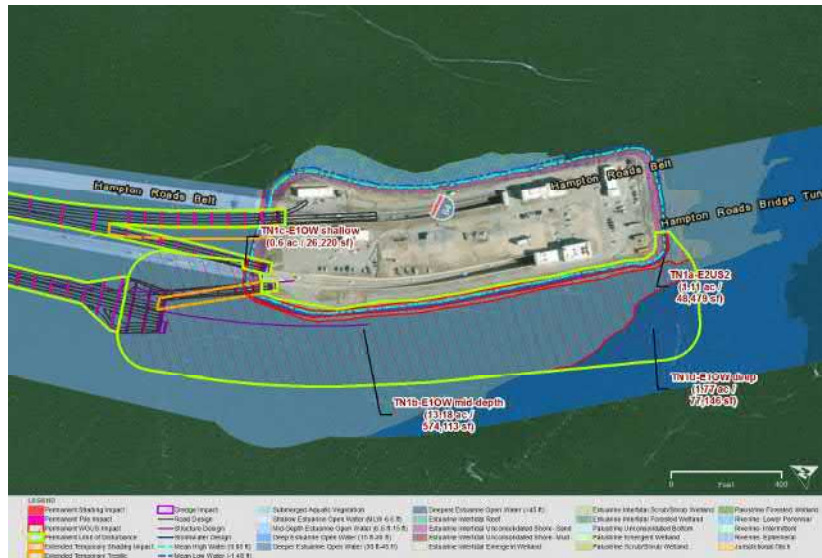 Hampton Roads Belt
Hampton Roads Belt
Hampton Roads Bridge Tun
64
TN1c-E1OW shallow
(0.6 ac / 26,220 sf)
TN1a-E2US2
(1.11 ac /
48,479 sf)
TN1b-E1OW mid-depth
(13.18 ac /
574,113 sf)
TN1d-E1OW deep
(1.77 ac /
77,146 sf)
0 Feet 400
LEGEND
Permanent Shading Impact
Permanent Pile Impact
Permanent WOUS Impact
Permanent Limit of Disturbance
Extended Temporary Shading Impact
Extended Temporary Trestle
Dredge Impact
Road Design
Structure Design
Stormwater Design
Mean High Water
Mean Low Water
Submerged Aquatic Vegetation
Shallow Estuarine Open Water
Mid-Depth Estuarine Open Water
Deep Estuarine Open Water
Deeper Estuarine Open Water
Deepest Estuarine Open Water
Estuarine Intertidal Reef
Estuarine Intertidal Unconsolidated Shore - Sand
Estuarine Intertidal Unconsolidated Shore - Mud
Estuarine Intertidal Emergent Wetland
Estuarine Intertidal Scrub/Shrub Wetland
Estuarine Intertidal Forested Wetland
Palustrine Unconsolidated Bottom
Palustrine Emergent Wetland
Palustrine Scrub/Shrub Wetland
Palustrine Forested Wetland
Riverine- Lower Perennial
Riverine- Intermittent
Riverine- Ephemeral
Jurisdictional Ditch